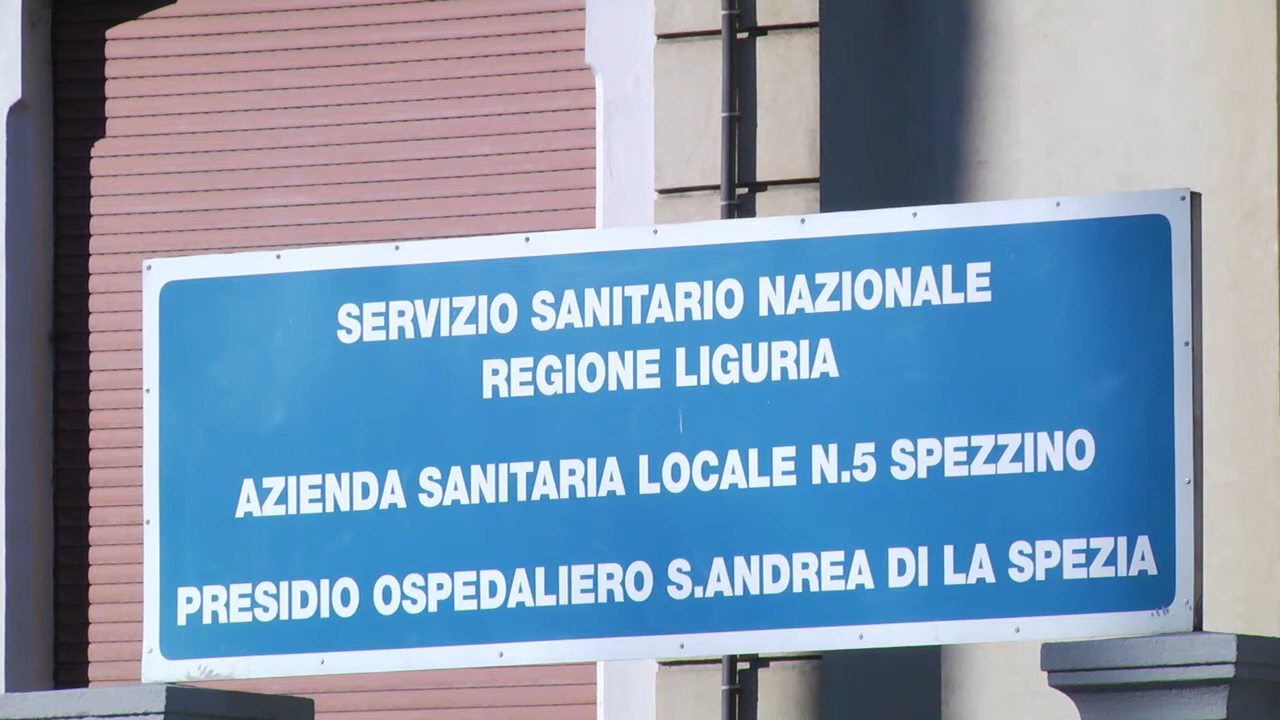 SERVIZIO SANITARIO NAZIONALE
REGIONE LIGURIA
AZIENDA SANITARIA LOCALE N.5 SPEZZINO
PRESIDIO OSPEDALIERO S.ANDREA DI LA SPEZIA